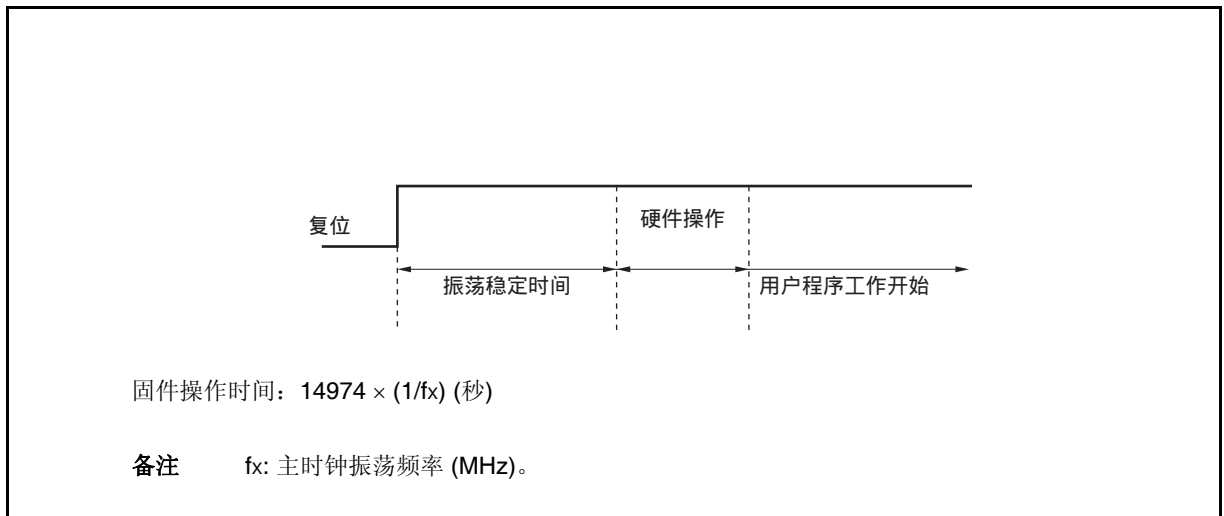 复位
硬件操作
振荡稳定时间
用户程序工作开始
固件操作时间：14974 × (1/fx) (秒)
备注 fx: 主时钟振荡频率 (MHz)。